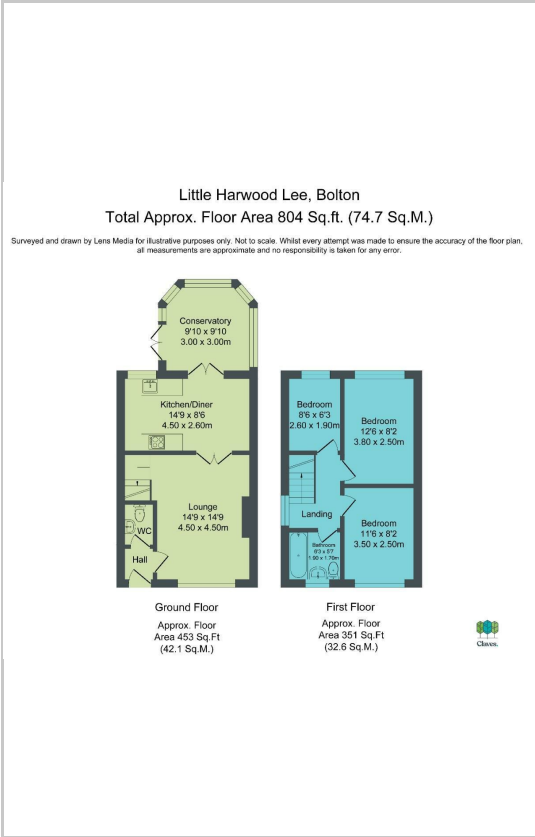 Little Harwood Lee, Bolton
Total Approx. Floor Area 804 Sq.ft. (74.7 Sq.M.)
Surveyed and drawn by Lens Media for illustrative purposes only. Not to scale. Whilst every attempt was made to ensure the accuracy of the floor plan,
all measurements are approximate and no responsibility is taken for any error.
Conservatory
9'10 x 9'10
3.00 x 3.00m
Kitchen/Diner
14'9 x 8'6
4.50 x 2.60m
Lounge
14'9 x 14'9
4.50 x 4.50m
WC
Hall
Ground Floor
Approx. Floor
Area 453 Sq.Ft
(42.1 Sq.M.)
Bedroom
8'6 x 6'3
2.60 x 1.90m
Bedroom
12'6 x 8'2
3.80 x 2.50m
Landing
Bedroom
11'6 x 8'2
3.50 x 2.50m
Bathroom
6'3 x 5'7
1.90 x 1.70m
First Floor
Approx. Floor
Area 351 Sq.Ft
(32.6 Sq.M.)
Claves.